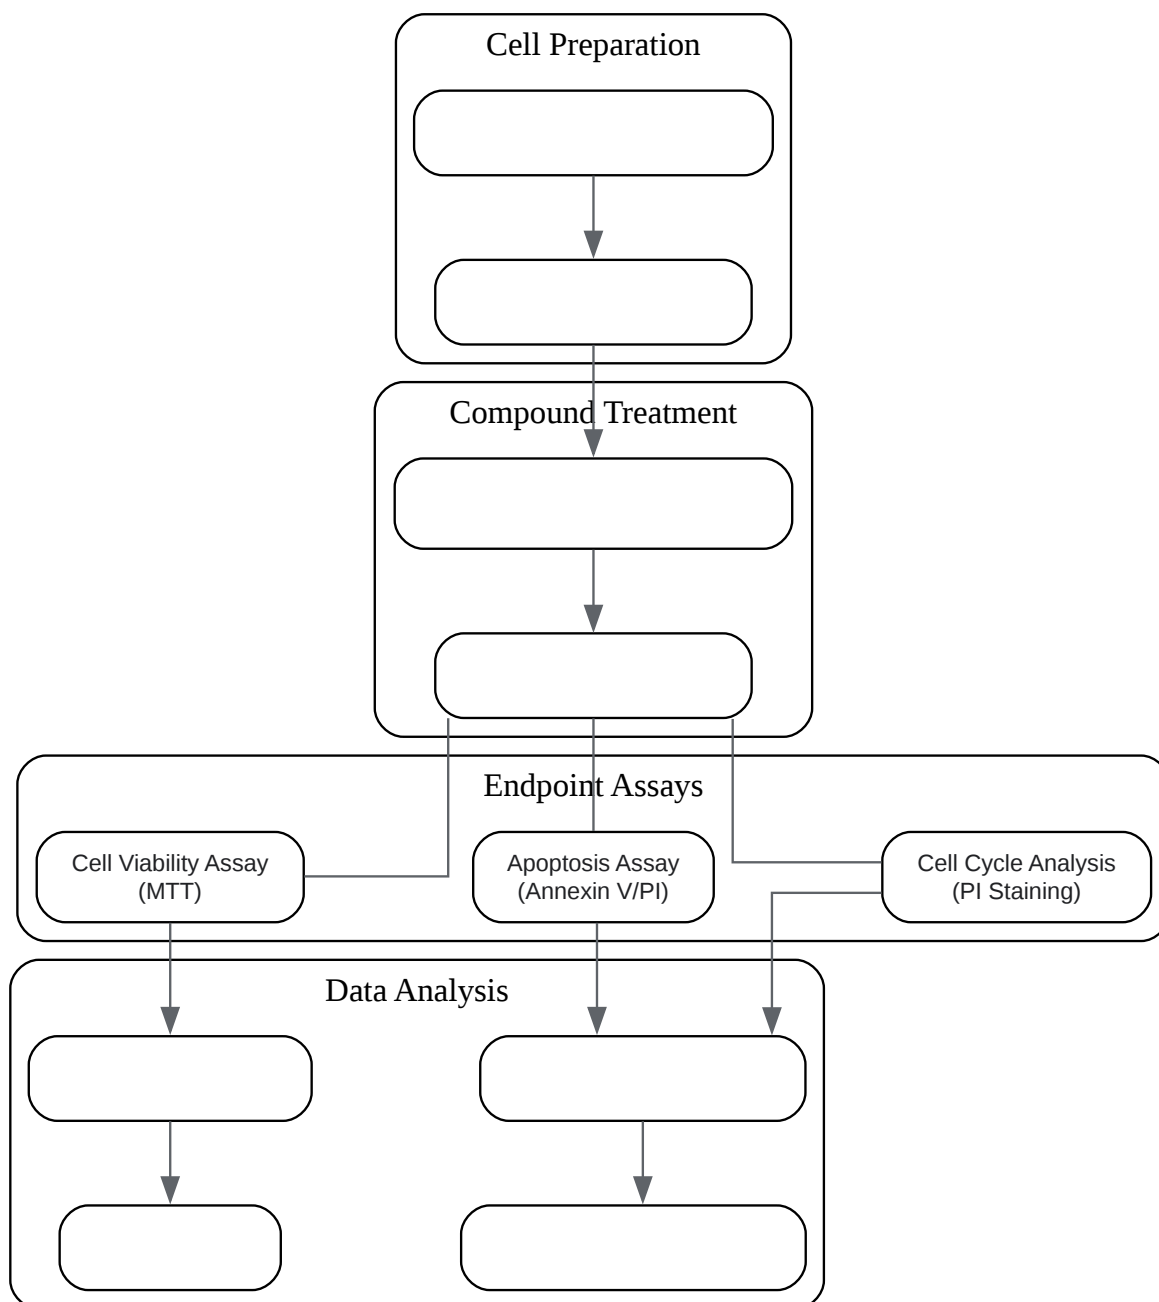 Cell Preparation
Compound Treatment
Endpoint Assays
Cell Viability Assay
(MTT)
Apoptosis Assay
(Annexin V/PI)
Cell Cycle Analysis
(PI Staining)
Data Analysis